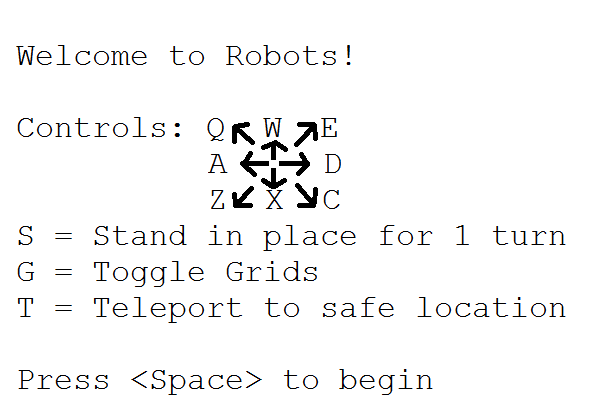 Welcome to Robots!
Controls: Q W E
A D
Z X C
S = Stand in place for 1 turn
G = Toggle Grids
T = Teleport to safe location
Press <Space> to begin